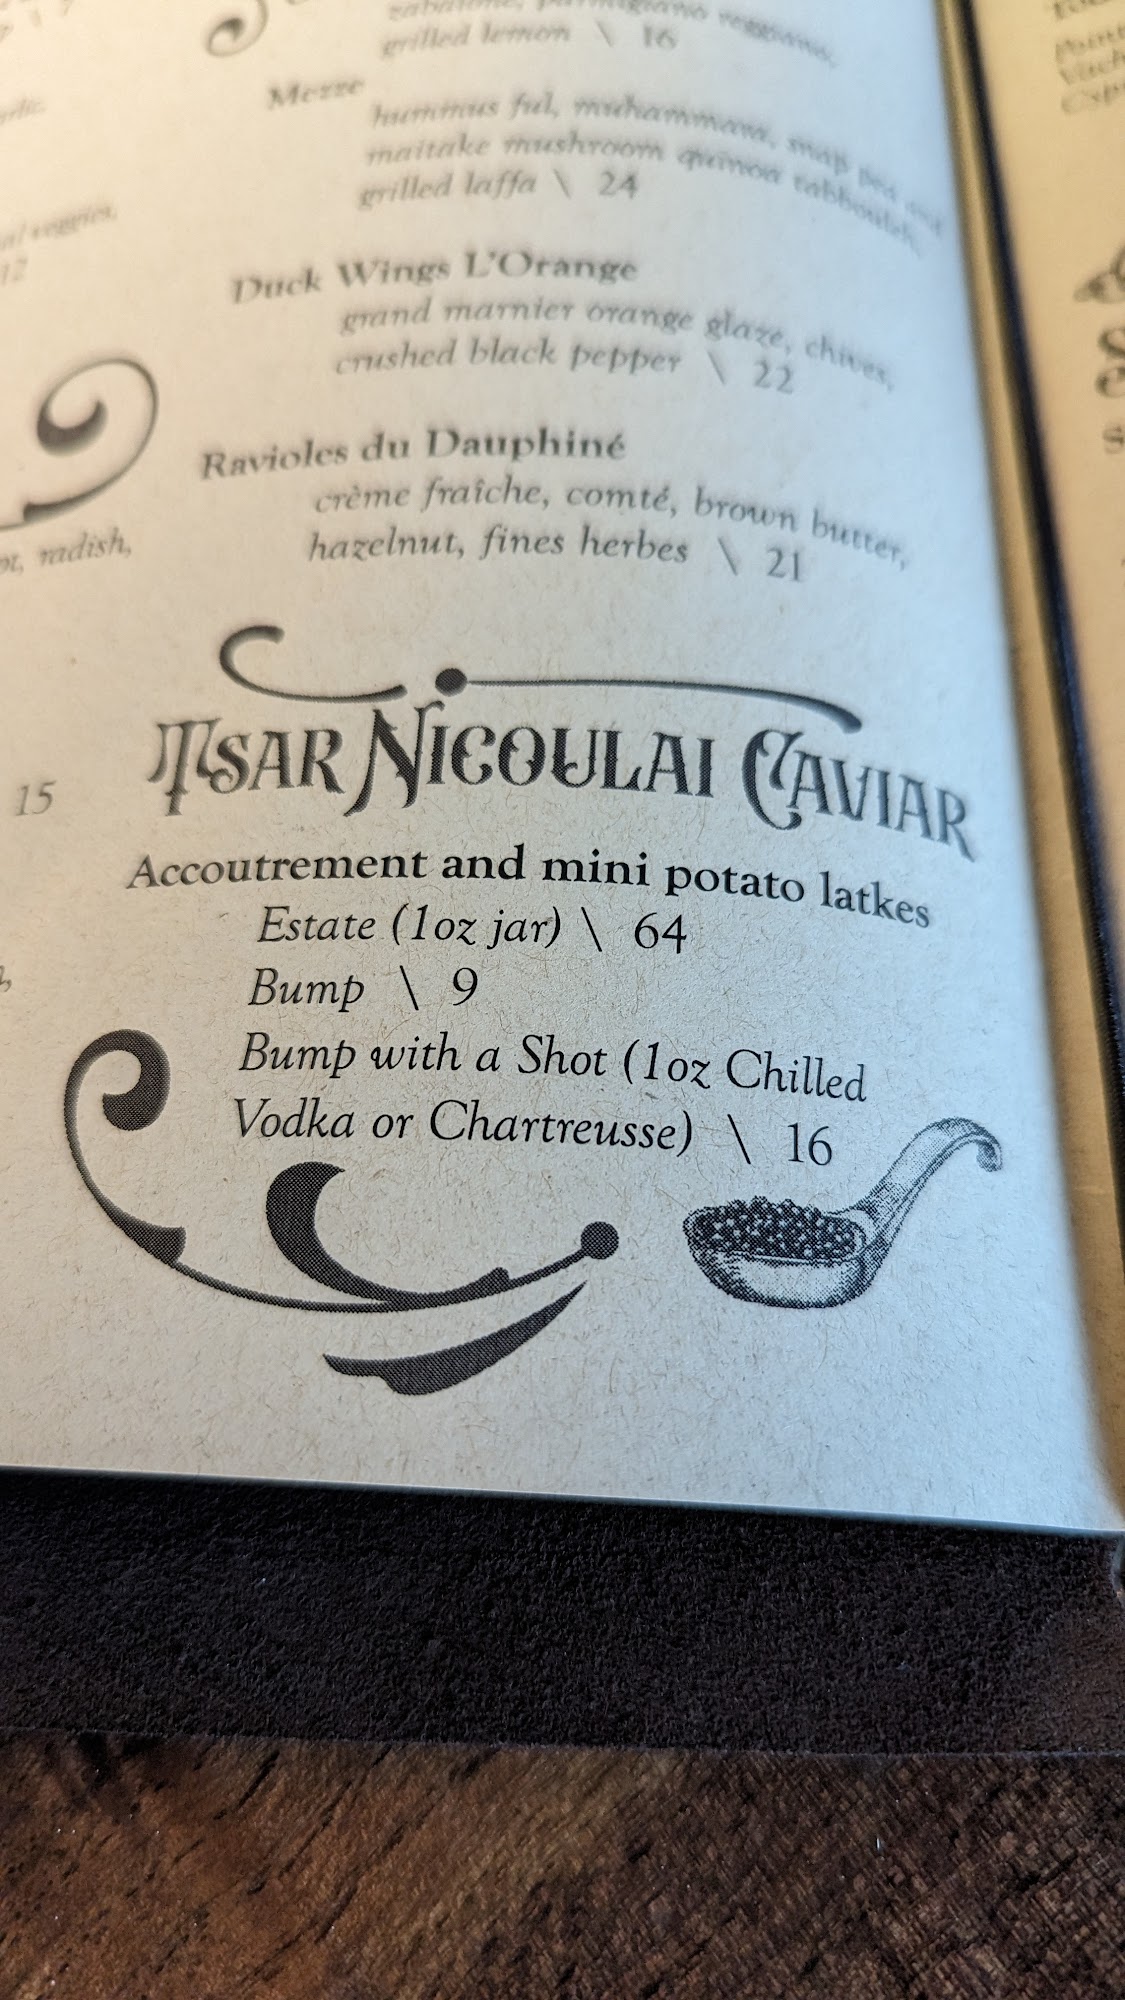 grilled lemon \ 16
Mezze
hummus ful, muhammara, snap pea and
maitake mushroom quinoa tabbouleh,
grilled laffa \ 24
Duck Wings L'Orange
grand marnier orange glaze, chives,
crushed black pepper \ 22
Ravioles du Dauphiné
crème fraîche, comté, brown butter,
hazelnut, fines herbes \ 21
radish,
15
Tsar Nicoulai Caviar
Accoutrement and mini potato latkes
Estate (1oz jar) \ 64
Bump \ 9
Bump with a Shot (1oz Chilled
Vodka or Chartreusse) \ 16